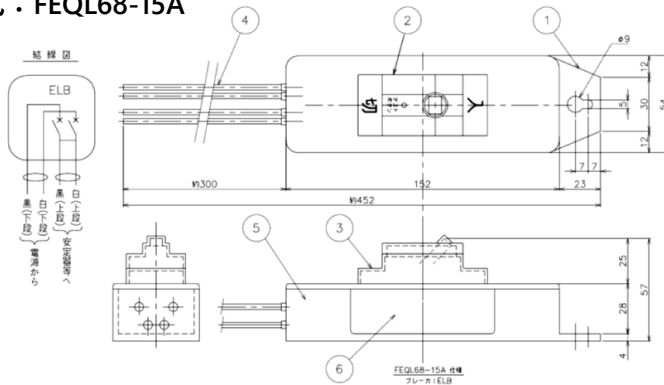 : FEQL68-15A
結線図
ELB
黒(下段)
白(下段)
黒(上段)
白(上段)
電源から
安定器等へ
4
2
1
φ9
切
入
12
30
12
5
54
7
7
約300
152
23
約452
5
3
6
25
28
4
57
FEQL68-15A 仕様
ブレーカ:ELB